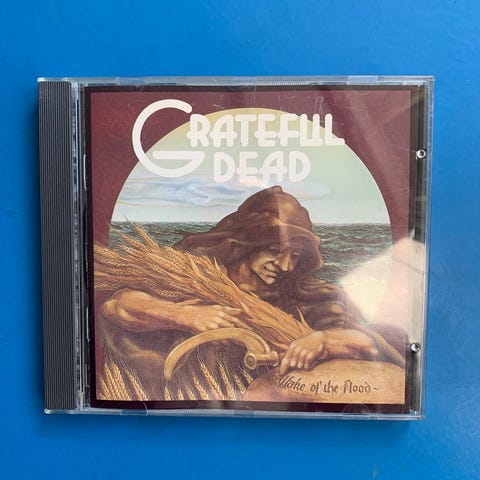 GRATEFUL
DEAD
Wake of the Flood~